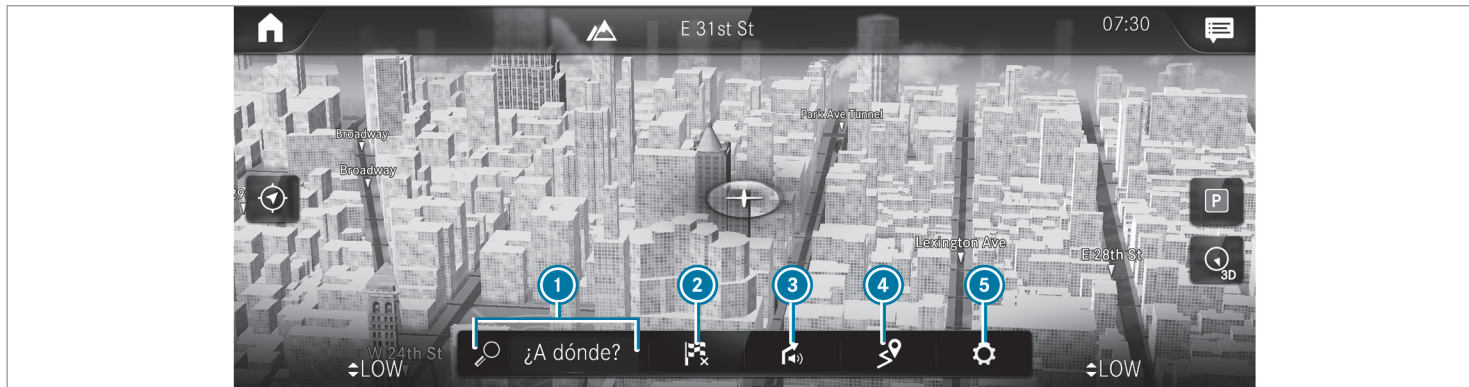 E 31st St
07:30
Park Ave Tunnel
Broadway
Broadway
P
Lexington Ave
E 28th St
3D
1
2
3
4
5
¿A dónde?
W 24th St
LOW
LOW